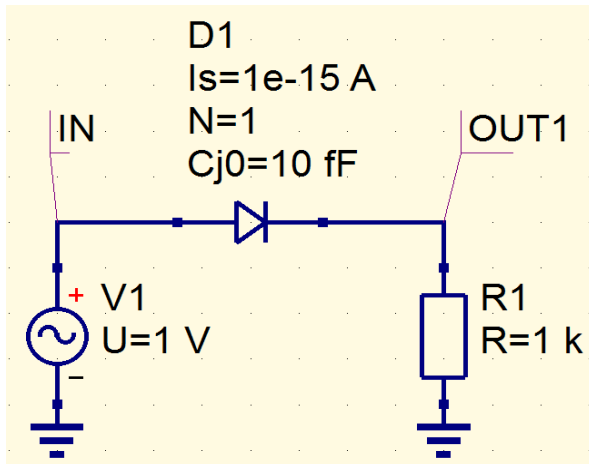 D1
Is=1e-15 A
N=1
Cj0=10 fF
IN
OUT1
+
V1
U=1 V
−
R1
R=1 k